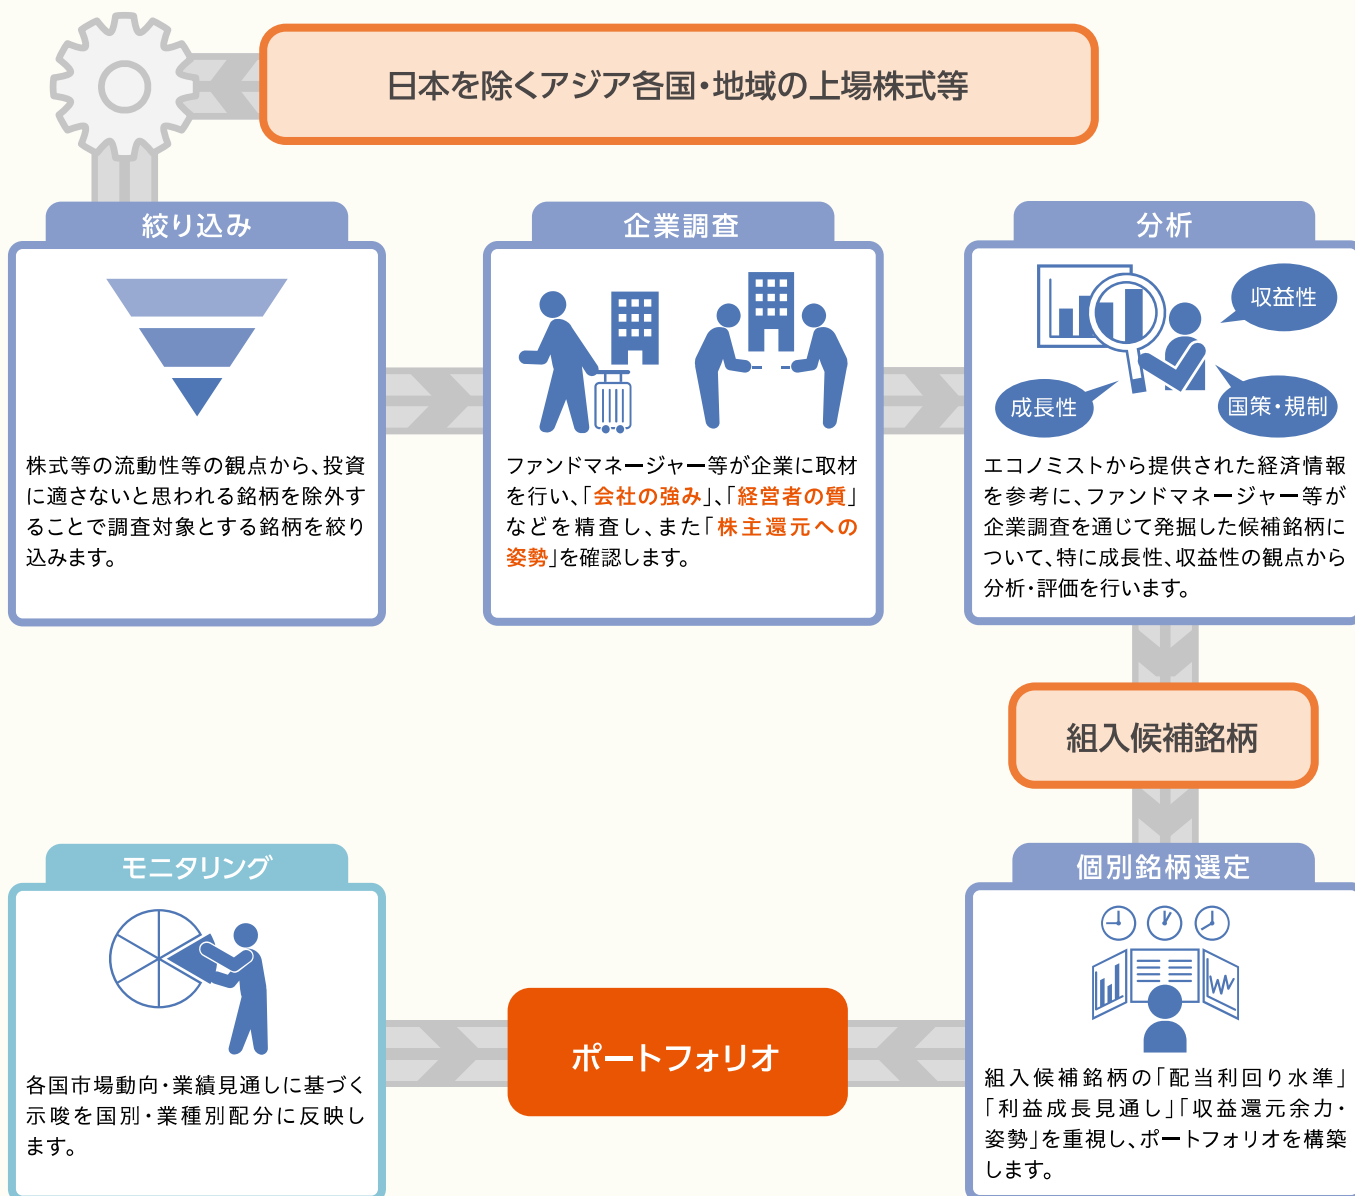 日本を除くアジア各国・地域の上場株式等
絞り込み
株式等の流動性等の観点から、投資
に適さないと思われる銘柄を除外す
ることで調査対象とする銘柄を絞り
込みます。
企業調査
ファンドマネージャー等が企業に取材
を行い、「会社の強み」、「経営者の質」
などを精査し、また「株主還元への
姿勢」を確認します。
分析
収益性
成長性
国策・規制
エコノミストから提供された経済情報
を参考に、ファンドマネージャー等が
企業調査を通じて発掘した候補銘柄に
ついて、特に成長性、収益性の観点から
分析・評価を行います。
組入候補銘柄
個別銘柄選定
組入候補銘柄の「配当利回り水準」
「利益成長見通し」「収益還元余力・
姿勢」を重視し、ポートフォリオを構築
します。
ポートフォリオ
モニタリング
各国市場動向・業績見通しに基づく
示唆を国別・業種別配分に反映し
ます。